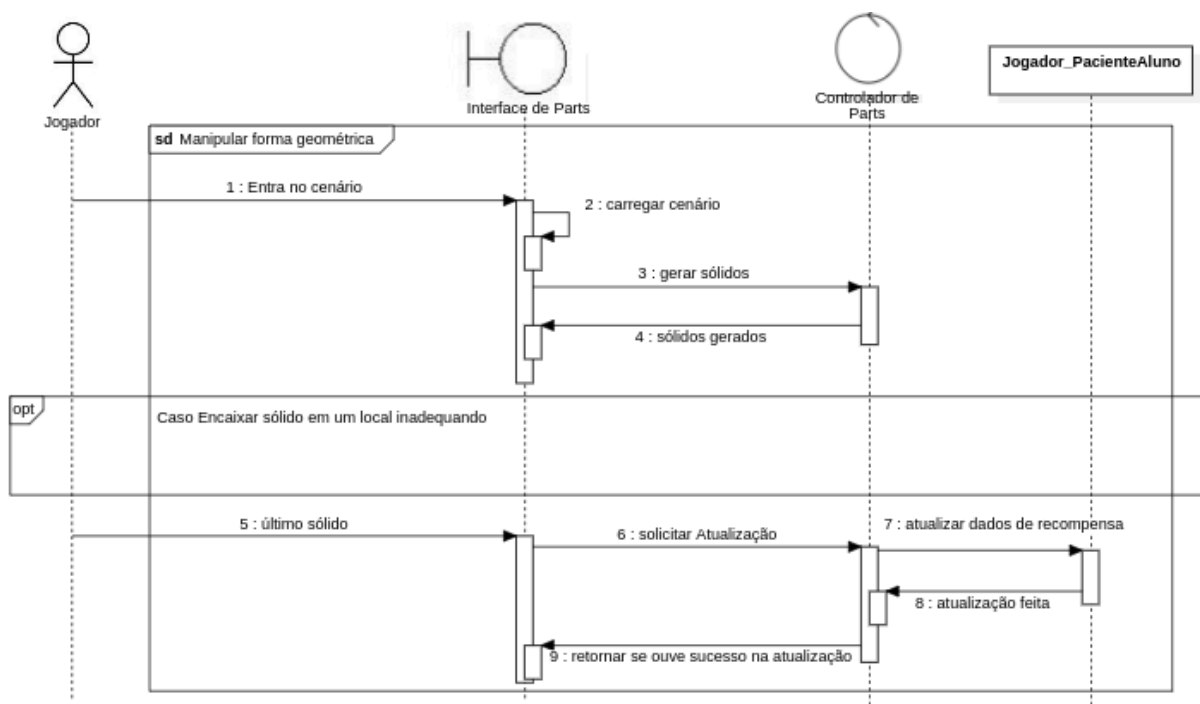 Jogador
Interface de Parts
Controlador de
Parts
Jogador_PacienteAluno
sd Manipular forma geométrica
1 : Entra no cenário
2 : carregar cenário
3 : gerar sólidos
4 : sólidos gerados
opt
Caso Encaixar sólido em um local inadequando
5 : último sólido
6 : solicitar Atualização
7 : atualizar dados de recompensa
8 : atualização feita
9 : retornar se ouve sucesso na atualização